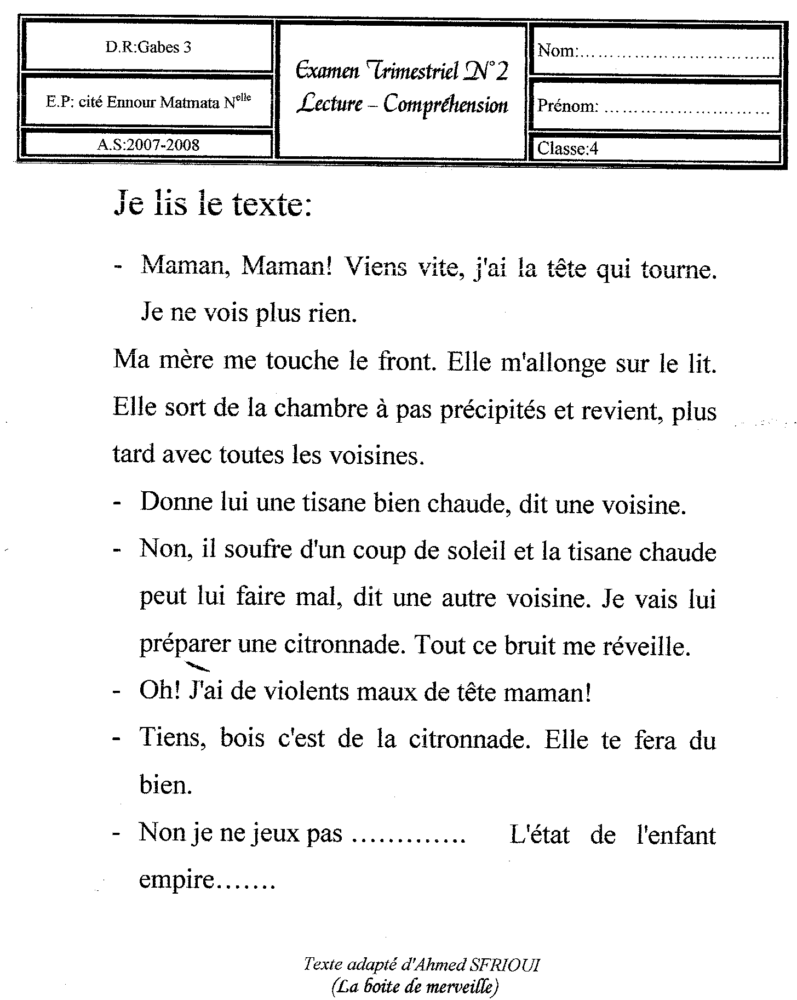 D.R:Gabes 3
E.P: cité Ennour Matmata Nelle
A.S:2007-2008
Examen Trimestriel N°2
Lecture – Compréhension
Nom:....................................
Prénom: ..............................
Classe:4
Je lis le texte:
- Maman, Maman! Viens vite, j'ai la tête qui tourne.
Je ne vois plus rien.
Ma mère me touche le front. Elle m'allonge sur le lit.
Elle sort de la chambre à pas précipités et revient, plus
tard avec toutes les voisines.
- Donne lui une tisane bien chaude, dit une voisine.
- Non, il soufre d'un coup de soleil et la tisane chaude
peut lui faire mal, dit une autre voisine. Je vais lui
préparer une citronnade. Tout ce bruit me réveille.
- Oh! J'ai de violents maux de tête maman!
- Tiens, bois c'est de la citronnade. Elle te fera du
bien.
- Non je ne jeux pas ............. L'état de l'enfant
empire.......
Texte adapté d'Ahmed SFRIOUI
(La boite de merveille)